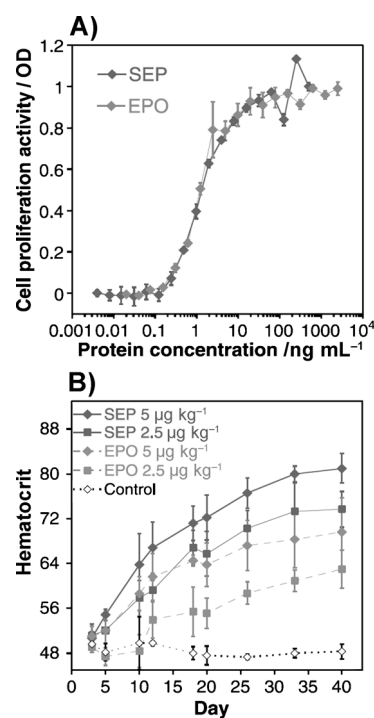 A)
Cell proliferation activity / OD
1.2
1
0.8
0.6
0.4
0.2
0
SEP
EPO
0.001 0.01 0.1 1 10 100 1000 10000
Protein concentration /ng mL⁻¹
B)
Hematocrit
88
80
72
64
56
48
SEP 5 µg kg⁻¹
SEP 2.5 µg kg⁻¹
EPO 5 µg kg⁻¹
EPO 2.5 µg kg⁻¹
Control
0 5 10 15 20 25 30 35 40
Day